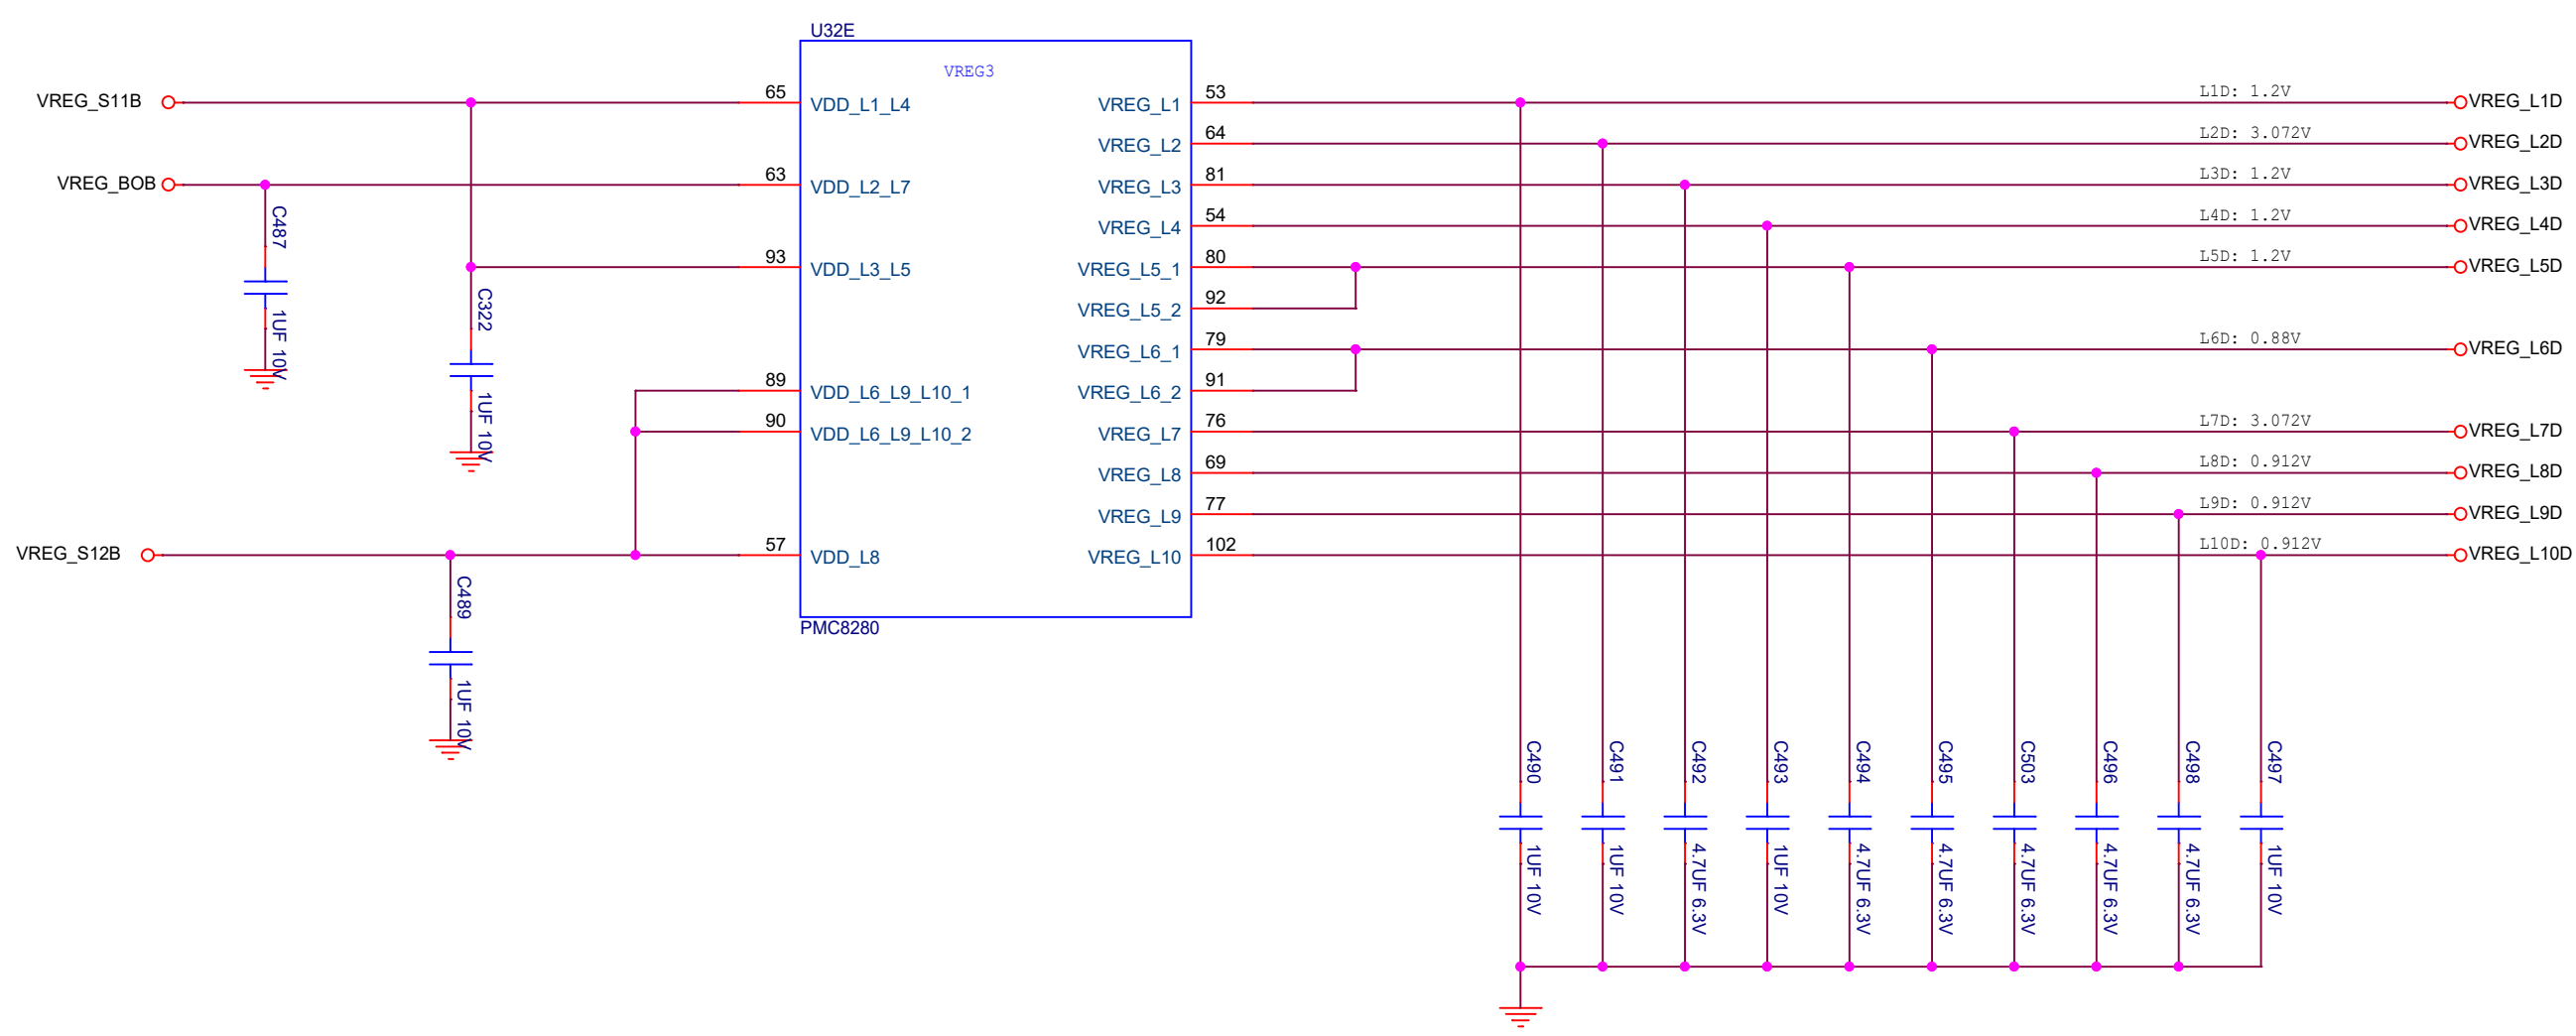 U32E
VREG3
VREG_S11B
65
VDD_L1_L4
VREG_L1
53
L1D: 1.2V
VREG_L1D
VREG_L2
64
L2D: 3.072V
VREG_L2D
VREG_BOB
63
VDD_L2_L7
VREG_L3
81
L3D: 1.2V
VREG_L3D
VREG_L4
54
L4D: 1.2V
VREG_L4D
93
VDD_L3_L5
VREG_L5_1
80
L5D: 1.2V
VREG_L5D
VREG_L5_2
92
VREG_L6_1
79
L6D: 0.88V
VREG_L6D
89
VDD_L6_L9_L10_1
VREG_L6_2
91
90
VDD_L6_L9_L10_2
VREG_L7
76
L7D: 3.072V
VREG_L7D
VREG_L8
69
L8D: 0.912V
VREG_L8D
VREG_L9
77
L9D: 0.912V
VREG_L9D
VREG_S12B
57
VDD_L8
VREG_L10
102
L10D: 0.912V
VREG_L10D
PMC8280
C487
1UF 10V
C322
1UF 10V
C489
1UF 10V
C490
1UF 10V
C491
1UF 10V
C492
4.7UF 6.3V
C493
1UF 10V
C494
4.7UF 6.3V
C495
4.7UF 6.3V
C503
4.7UF 6.3V
C496
4.7UF 6.3V
C498
4.7UF 6.3V
C497
1UF 10V